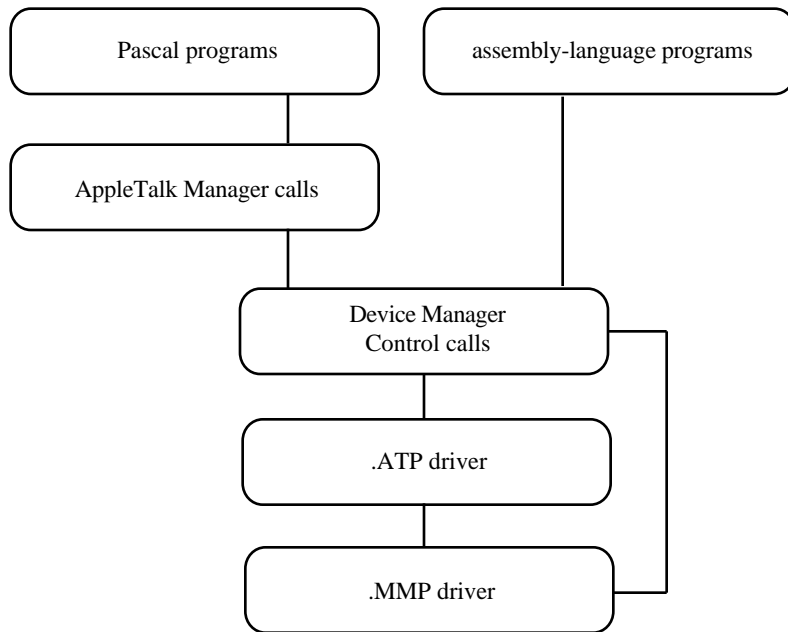 Pascal programs
assembly-language programs
AppleTalk Manager calls
Device Manager
Control calls
.ATP driver
.MMP driver